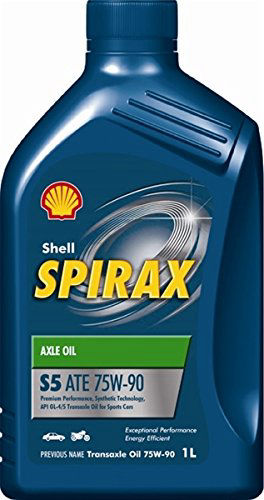 Shell
SPIRAX
AXLE OIL
S5 ATE 75W-90
Premium Performance, Synthetic Technology,
API GL-4/5 Transaxle Oil for Sports Cars
Exceptional Performance
Energy Efficient
PREVIOUS NAME Transaxle Oil 75W-90 1L